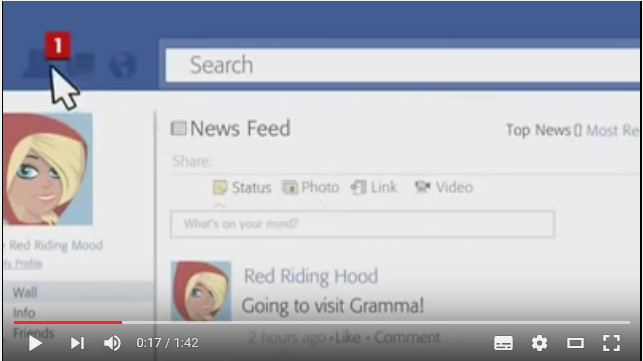 1
Search
News Feed
Top News Most Re
Share:
Status Photo Link Video
What's on your mind?
Red Riding Mood
My Profile
Wall
Info
Friends
Red Riding Hood
Going to visit Gramma!
2 hours ago • Like • Comment
0:17 / 1:42